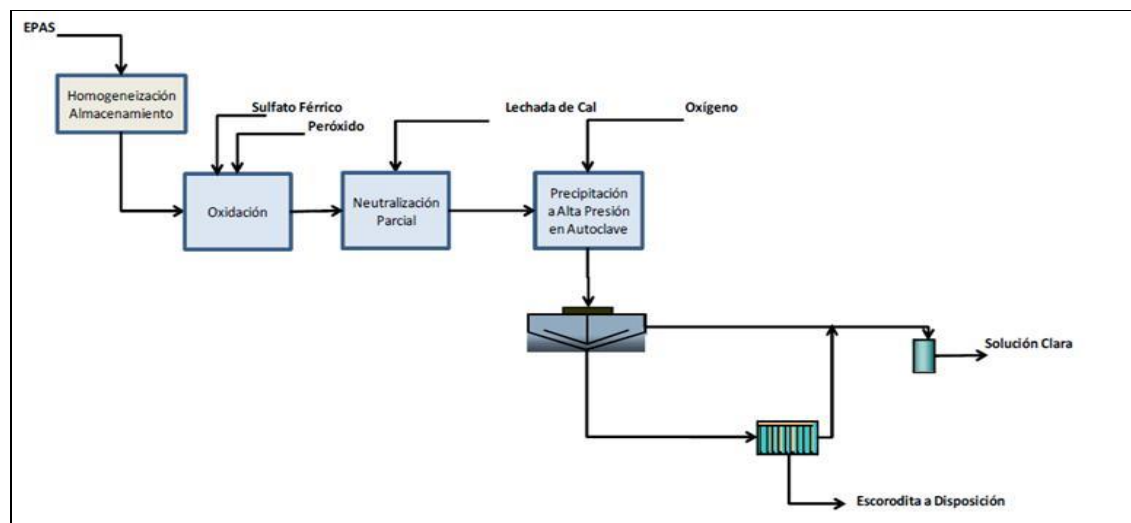 EPAS
Homogeneización
Almacenamiento
Sulfato Férrico
Peróxido
Lechada de Cal
Oxígeno
Oxidación
Neutralización
Parcial
Precipitación
a Alta Presión
en Autoclave
Solución Clara
Escorodita a Disposición